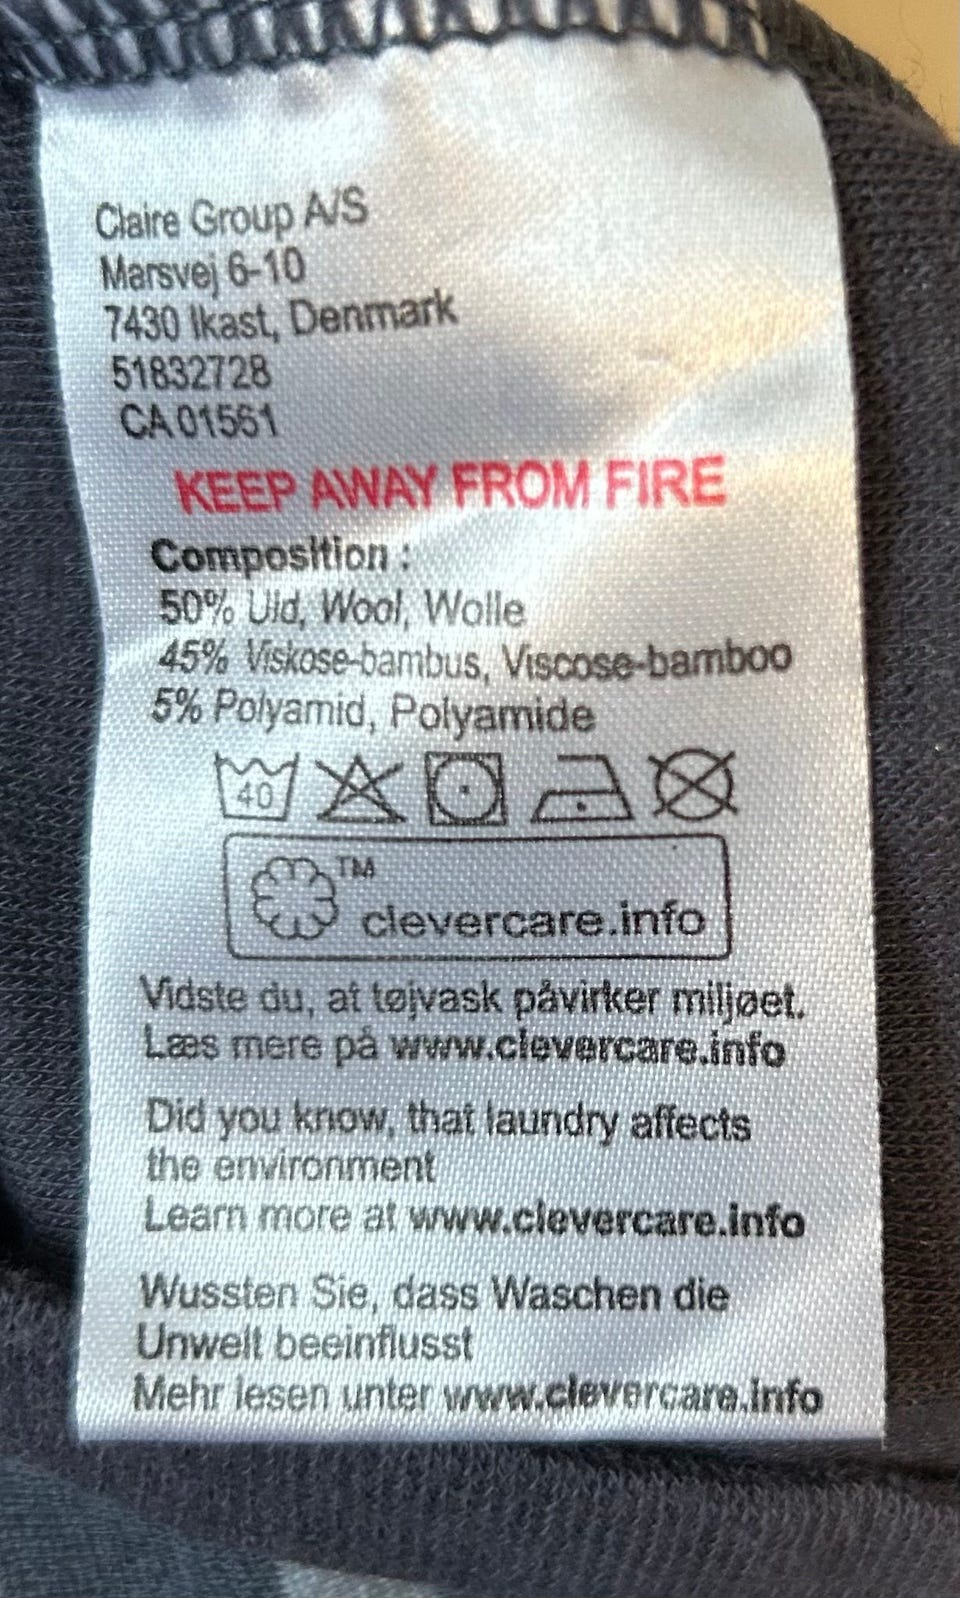 Claire Group A/S
Marsvej 6-10
7430 Ikast, Denmark
51832728
CA 01561
KEEP AWAY FROM FIRE
Composition :
50% Uld, Wool, Wolle
45% Viskose-bambus, Viscose-bamboo
5% Polyamid, Polyamide
40
TM
clevercare.info
Vidste du, at tøjvask påvirker miljøet.
Læs mere på www.clevercare.info
Did you know, that laundry affects
the environment
Learn more at www.clevercare.info
Wussten Sie, dass Waschen die
Unwelt beeinflusst
Mehr lesen unter www.clevercare.info